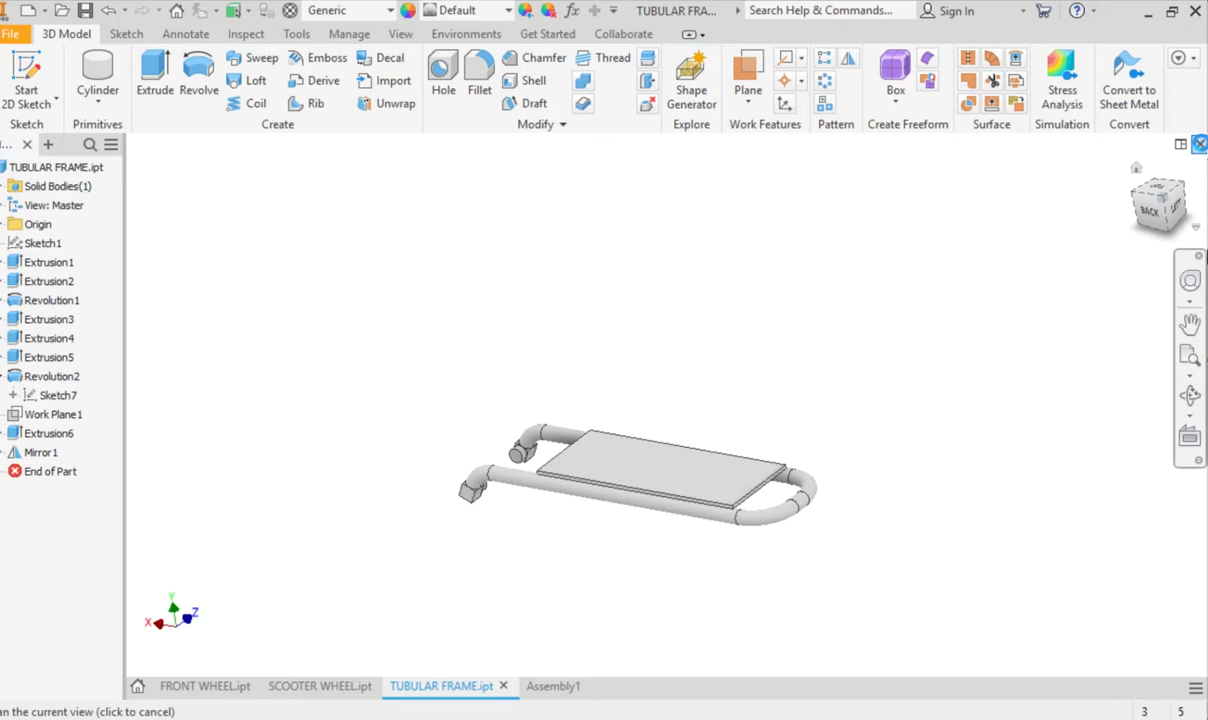 PRO
Generic
Default
TUBULAR FRA...
Search Help & Commands...
Sign In
File
3D Model
Sketch
Annotate
Inspect
Tools
Manage
View
Environments
Get Started
Collaborate
Start
2D Sketch
Cylinder
Extrude
Revolve
Sweep
Loft
Coil
Emboss
Derive
Rib
Decal
Import
Unwrap
Hole
Fillet
Chamfer
Shell
Draft
Thread
Shape
Generator
Plane
Box
Stress
Analysis
Convert to
Sheet Metal
Sketch
Primitives
Create
Modify
Explore
Work Features
Pattern
Create Freeform
Surface
Simulation
Convert
...
TUBULAR FRAME.ipt
Solid Bodies(1)
View: Master
Origin
Sketch1
Extrusion1
Extrusion2
Revolution1
Extrusion3
Extrusion4
Extrusion5
Revolution2
Sketch7
Work Plane1
Extrusion6
Mirror1
End of Part
BACK
LEFT
Y
X
Z
FRONT WHEEL.ipt
SCOOTER WHEEL.ipt
TUBULAR FRAME.ipt
Assembly1
an the current view (click to cancel)
3
5